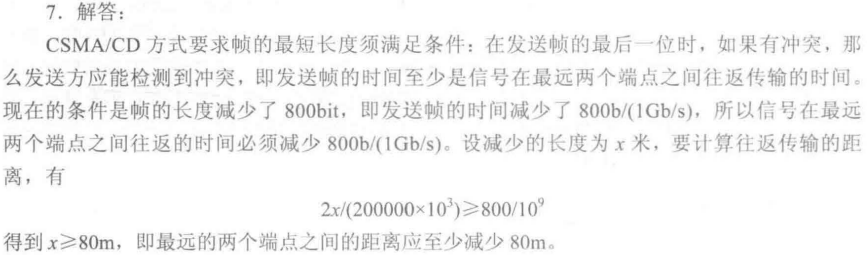 7．解答：
CSMA/CD 方式要求帧的最短长度须满足条件：在发送帧的最后一位时，如果有冲突，那
么发送方应能检测到冲突，即发送帧的时间至少是信号在最远两个端点之间往返传输的时间。
现在的条件是帧的长度减少了 800bit，即发送帧的时间减少了 800b/(1Gb/s)，所以信号在最远
两个端点之间往返的时间必须减少 800b/(1Gb/s)。设减少的长度为 x 米，要计算往返传输的距
离，有
2x/(200000×10³)≥800/10⁹
得到 x≥80m，即最远的两个端点之间的距离应至少减少 80m。